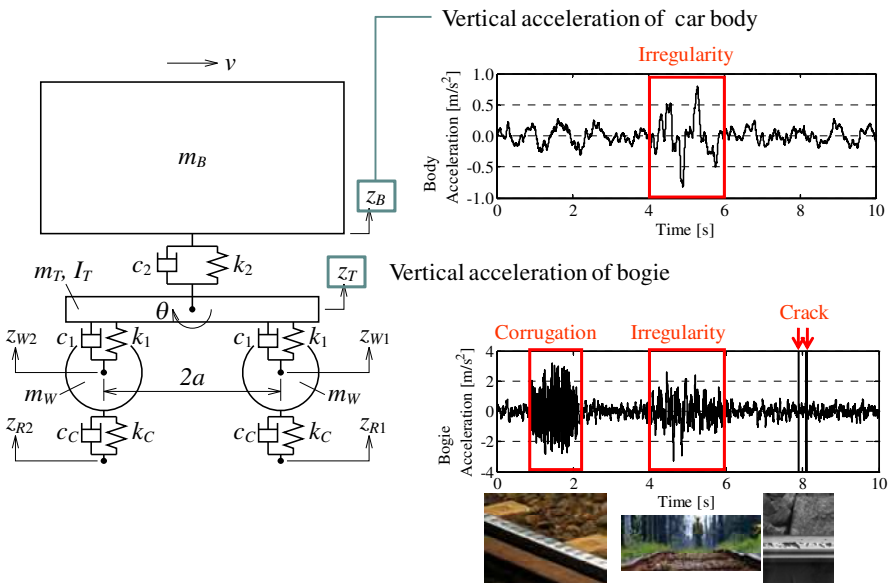 Vertical acceleration of car body
v
m_B
z_B
c_2
k_2
m_T, I_T
z_T
θ
c_1
k_1
c_1
k_1
z_W2
z_W1
m_W
2a
m_W
z_R2
c_C
k_C
c_C
k_C
z_R1
Irregularity
Body
Acceleration [m/s²]
1.0
0.5
0.0
-0.5
-1.0
0 2 4 6 8 10
Time [s]
Vertical acceleration of bogie
Corrugation
Irregularity
Crack
Bogie
Acceleration [m/s²]
4
2
0
-2
-4
0 2 4 6 8 10
Time [s]